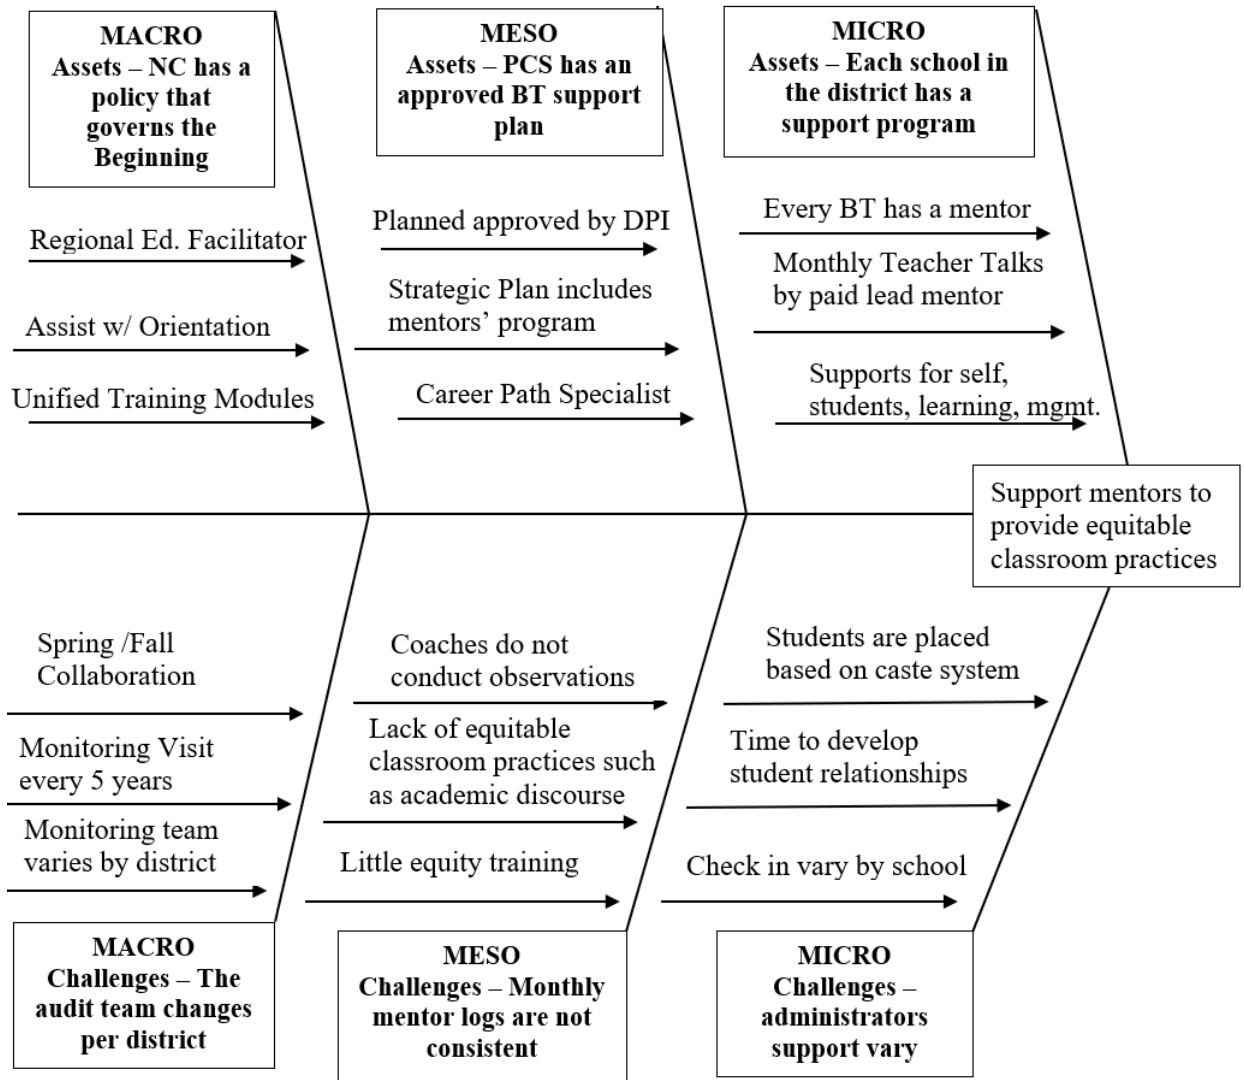 MACRO
Assets – NC has a
policy that
governs the
Beginning
MESO
Assets – PCS has an
approved BT support
plan
MICRO
Assets – Each school in
the district has a
support program
Regional Ed. Facilitator
Assist w/ Orientation
Unified Training Modules
Planned approved by DPI
Strategic Plan includes
mentors’ program
Career Path Specialist
Every BT has a mentor
Monthly Teacher Talks
by paid lead mentor
Supports for self,
students, learning, mgmt.
Support mentors to
provide equitable
classroom practices
Spring /Fall
Collaboration
Monitoring Visit
every 5 years
Monitoring team
varies by district
Coaches do not
conduct observations
Lack of equitable
classroom practices such
as academic discourse
Little equity training
Students are placed
based on caste system
Time to develop
student relationships
Check in vary by school
MACRO
Challenges – The
audit team changes
per district
MESO
Challenges – Monthly
mentor logs are not
consistent
MICRO
Challenges –
administrators
support vary